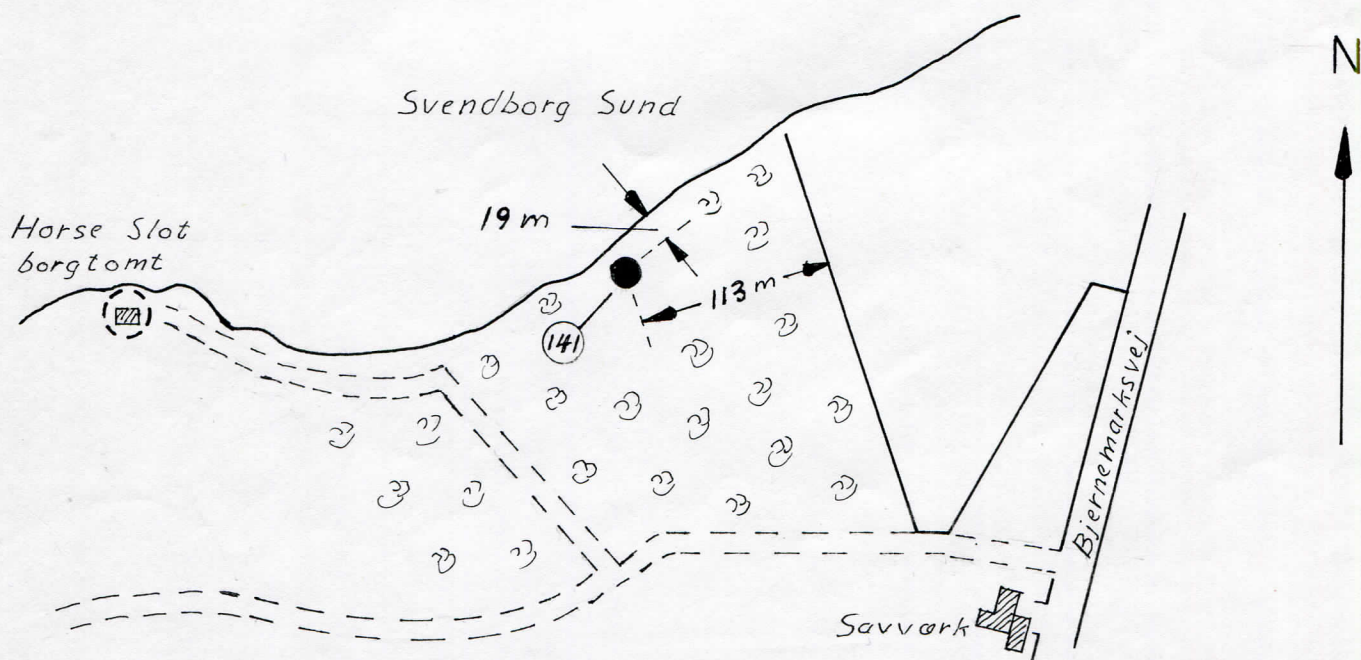 N
Svendborg Sund
19 m
Horse Slot
borgtomt
113 m
141
Bjernemarksvej
Savværk